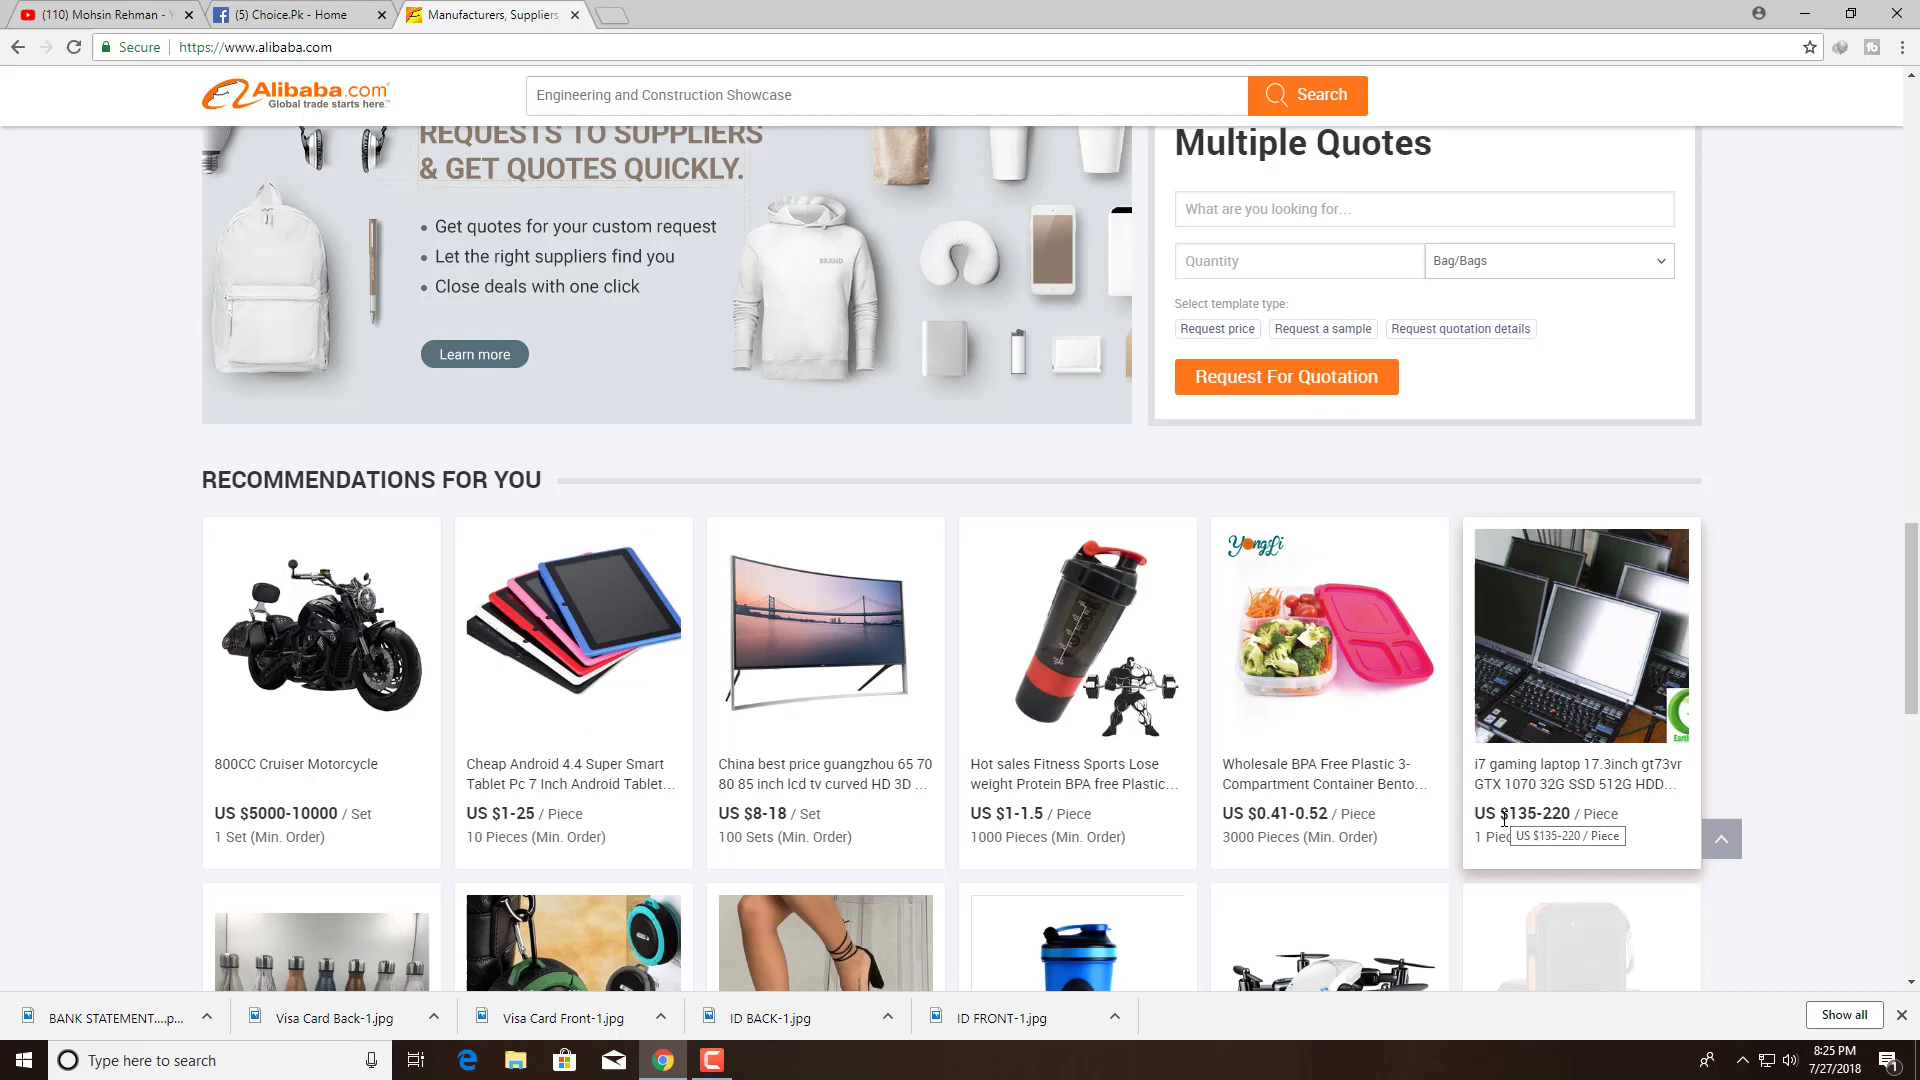 (110) Mohsin Rehman - Y
(5) Choice.Pk - Home
Manufacturers, Suppliers
Secure
https://www.alibaba.com
Alibaba.com
Global trade starts here.™
Engineering and Construction Showcase
Search
REQUESTS TO SUPPLIERS
& GET QUOTES QUICKLY.
• Get quotes for your custom request
• Let the right suppliers find you
• Close deals with one click
Learn more
BRAND
Multiple Quotes
What are you looking for...
Quantity
Bag/Bags
Select template type:
Request price
Request a sample
Request quotation details
Request For Quotation
RECOMMENDATIONS FOR YOU
800CC Cruiser Motorcycle
US $5000-10000 / Set
1 Set (Min. Order)
Cheap Android 4.4 Super Smart
Tablet Pc 7 Inch Android Tablet...
US $1-25 / Piece
10 Pieces (Min. Order)
China best price guangzhou 65 70
80 85 inch lcd tv curved HD 3D ...
US $8-18 / Set
100 Sets (Min. Order)
Hot sales Fitness Sports Lose
weight Protein BPA free Plastic...
US $1-1.5 / Piece
1000 Pieces (Min. Order)
YongLi
Wholesale BPA Free Plastic 3-
Compartment Container Bento...
US $0.41-0.52 / Piece
3000 Pieces (Min. Order)
i7 gaming laptop 17.3inch gt73vr
GTX 1070 32G SSD 512G HDD...
US $135-220 / Piece
1 Piec
US $135-220 / Piece
BANK STATEMENT....p...
Visa Card Back-1.jpg
Visa Card Front-1.jpg
ID BACK-1.jpg
ID FRONT-1.jpg
Show all
Type here to search
8:25 PM
7/27/2018
1